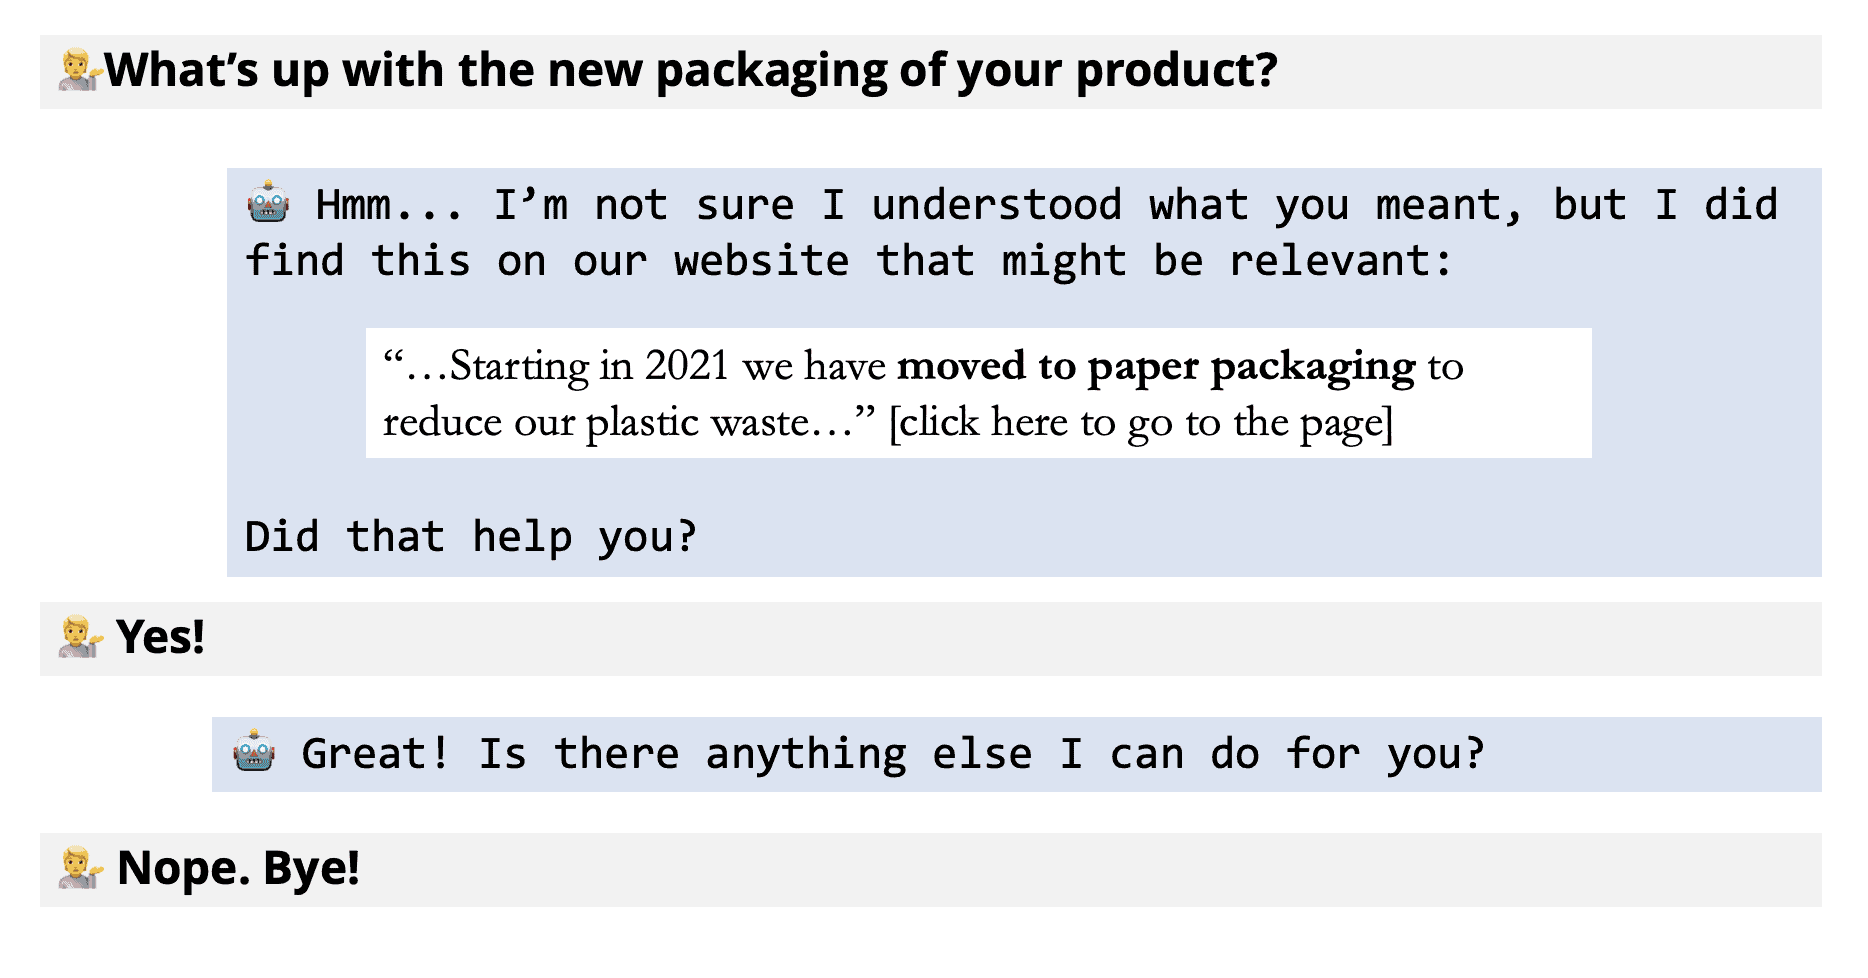 What’s up with the new packaging of your product?
Hmm... I’m not sure I understood what you meant, but I did
find this on our website that might be relevant:
“…Starting in 2021 we have moved to paper packaging to
reduce our plastic waste…” [click here to go to the page]
Did that help you?
Yes!
Great! Is there anything else I can do for you?
Nope. Bye!